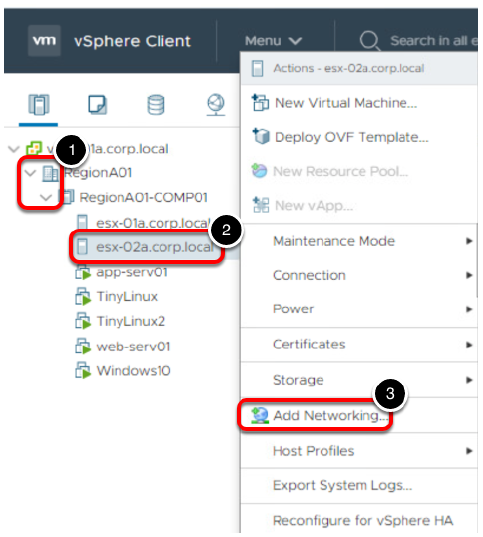 vm vSphere Client Menu Search in all
Actions - esx-02a.corp.local
New Virtual Machine...
Deploy OVF Template...
New Resource Pool...
New vApp...
Maintenance Mode
Connection
Power
Certificates
Storage
3
Add Networking...
Host Profiles
Export System Logs...
Reconfigure for vSphere HA
1
01a.corp.local
RegionA01
RegionA01-COMP01
esx-01a.corp.local
2
esx-02a.corp.local
app-serv01
TinyLinux
TinyLinux2
web-serv01
Windows10